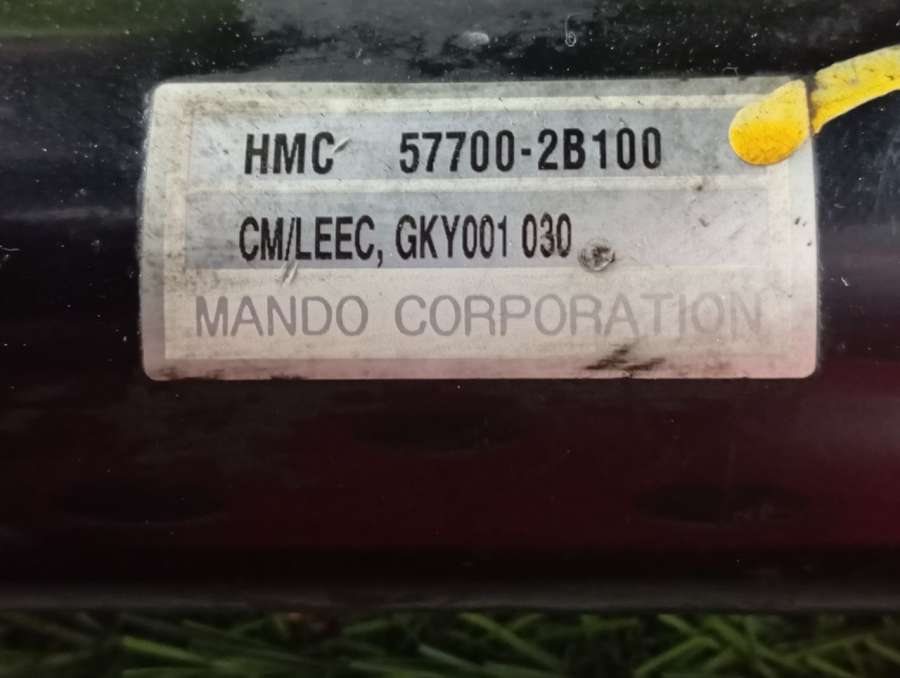 HMC 57700-2B100
CM/LEEC, GKY001 030
MANDO CORPORATION